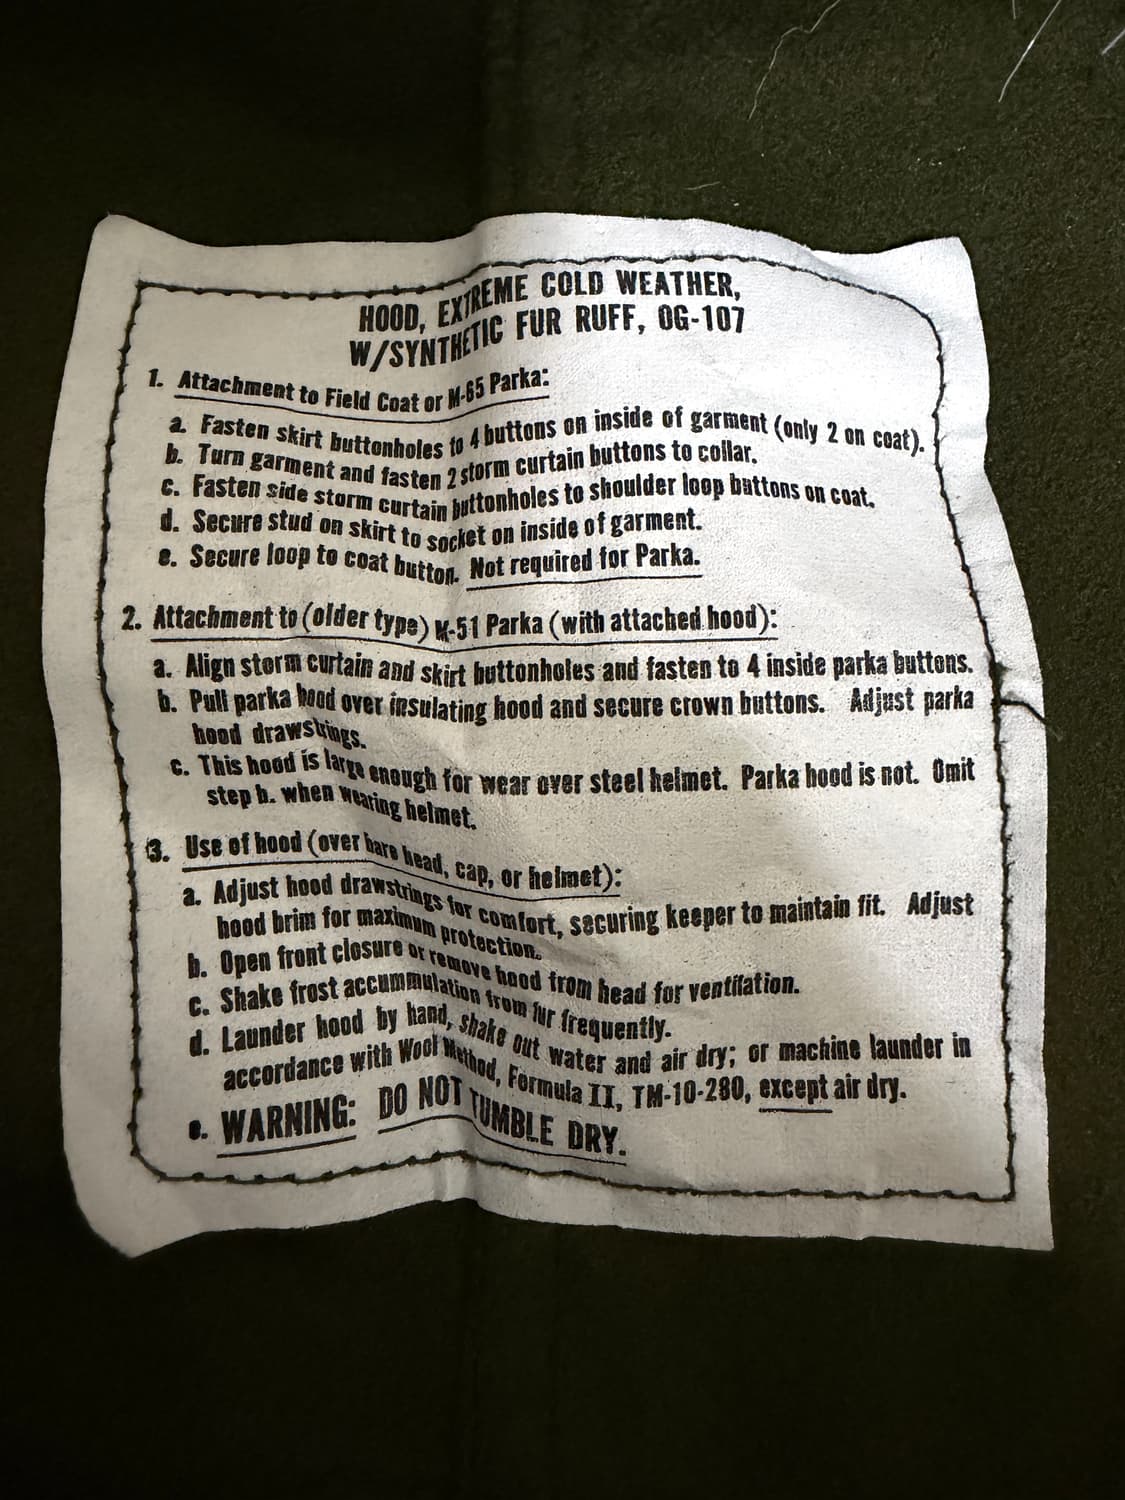 HOOD, EXTREME COLD WEATHER,
W/SYNTHETIC FUR RUFF, OG-107
1. Attachment to Field Coat or M-65 Parka:
a. Fasten skirt buttonholes to 4 buttons on inside of garment (only 2 on coat).
b. Turn garment and fasten 2 storm curtain buttons to collar.
c. Fasten side storm curtain buttonholes to shoulder loop buttons on coat.
d. Secure stud on skirt to socket on inside of garment.
e. Secure loop to coat button. Not required for Parka.
2. Attachment to (older type) M-51 Parka (with attached hood):
a. Align storm curtain and skirt buttonholes and fasten to 4 inside parka buttons.
b. Pull parka hood over insulating hood and secure crown buttons. Adjust parka
hood drawstrings.
c. This hood is large enough for wear over steel helmet. Parka hood is not. Omit
step b. when wearing helmet.
3. Use of hood (over bare head, cap, or helmet):
a. Adjust hood drawstrings for comfort, securing keeper to maintain fit. Adjust
hood brim for maximum protection.
b. Open front closure or remove hood from head for ventilation.
c. Shake frost accummulation from fur frequently.
d. Launder hood by hand, shake out water and air dry; or machine launder in
accordance with Wool Method, Formula II, TM-10-280, except air dry.
e. WARNING: DO NOT TUMBLE DRY.